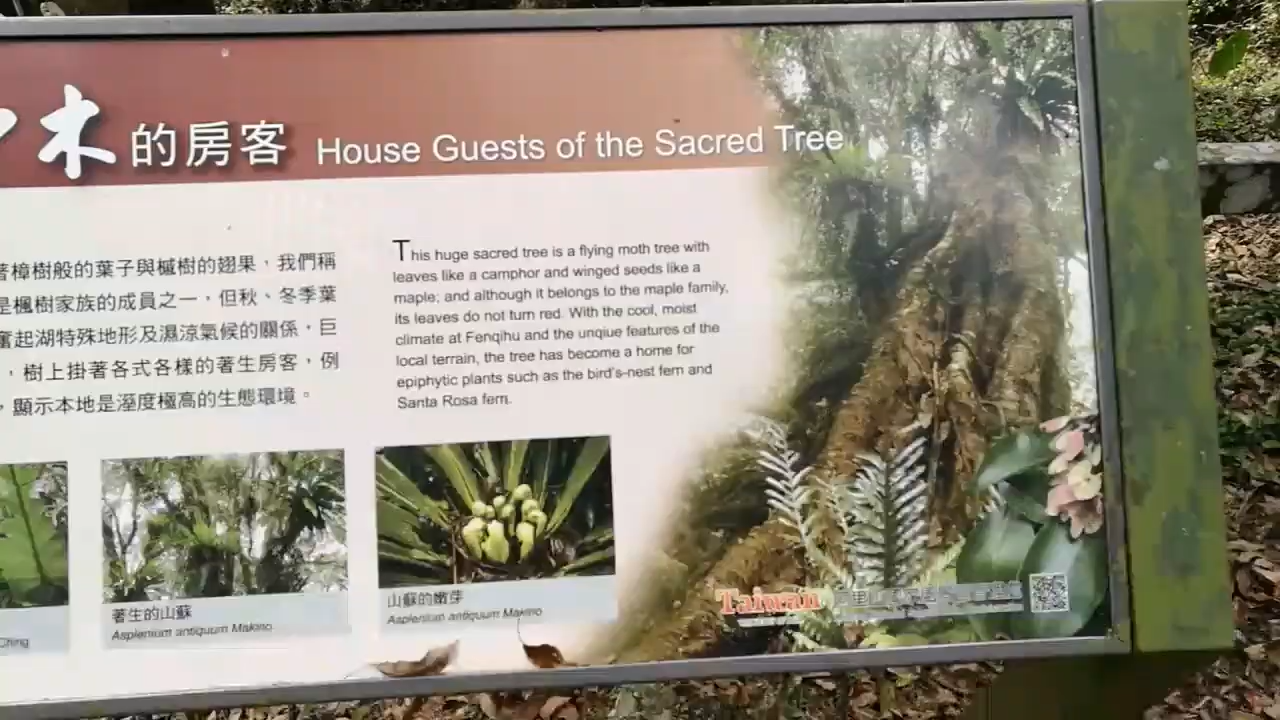 木的房客 House Guests of the Sacred Tree
著樟樹般的葉子與槭樹的翅果，我們稱
是楓樹家族的成員之一，但秋、冬季葉
奮起湖特殊地形及濕涼氣候的關係，巨
，樹上掛著各式各樣的著生房客，例
，顯示本地是溼度極高的生態環境。
This huge sacred tree is a flying moth tree with
leaves like a camphor and winged seeds like a
maple; and although it belongs to the maple family,
its leaves do not turn red. With the cool, moist
climate at Fenqihu and the unqiue features of the
local terrain, the tree has become a home for
epiphytic plants such as the bird's-nest fern and
Santa Rosa fern.
Ching
著生的山蘇
Asplenium antiquum Makino
山蘇的嫩芽
Asplenium antiquum Makino
Taiwan